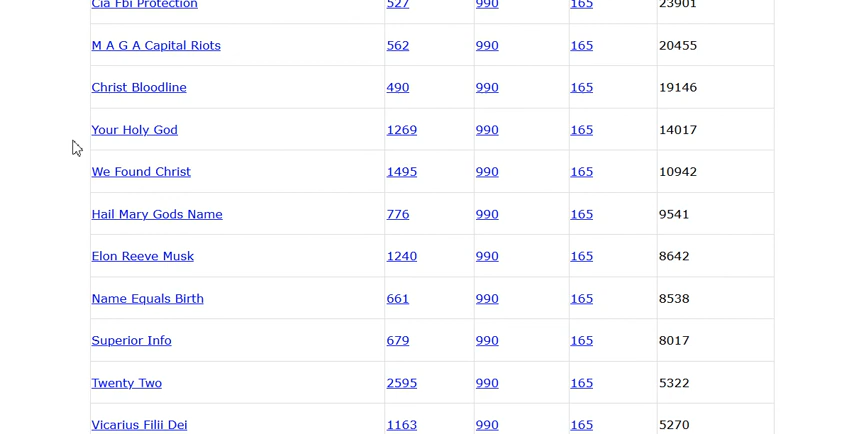 Cia Fbi Protection 527 990 165 23901
M A G A Capital Riots 562 990 165 20455
Christ Bloodline 490 990 165 19146
Your Holy God 1269 990 165 14017
We Found Christ 1495 990 165 10942
Hail Mary Gods Name 776 990 165 9541
Elon Reeve Musk 1240 990 165 8642
Name Equals Birth 661 990 165 8538
Superior Info 679 990 165 8017
Twenty Two 2595 990 165 5322
Vicarius Filii Dei 1163 990 165 5270